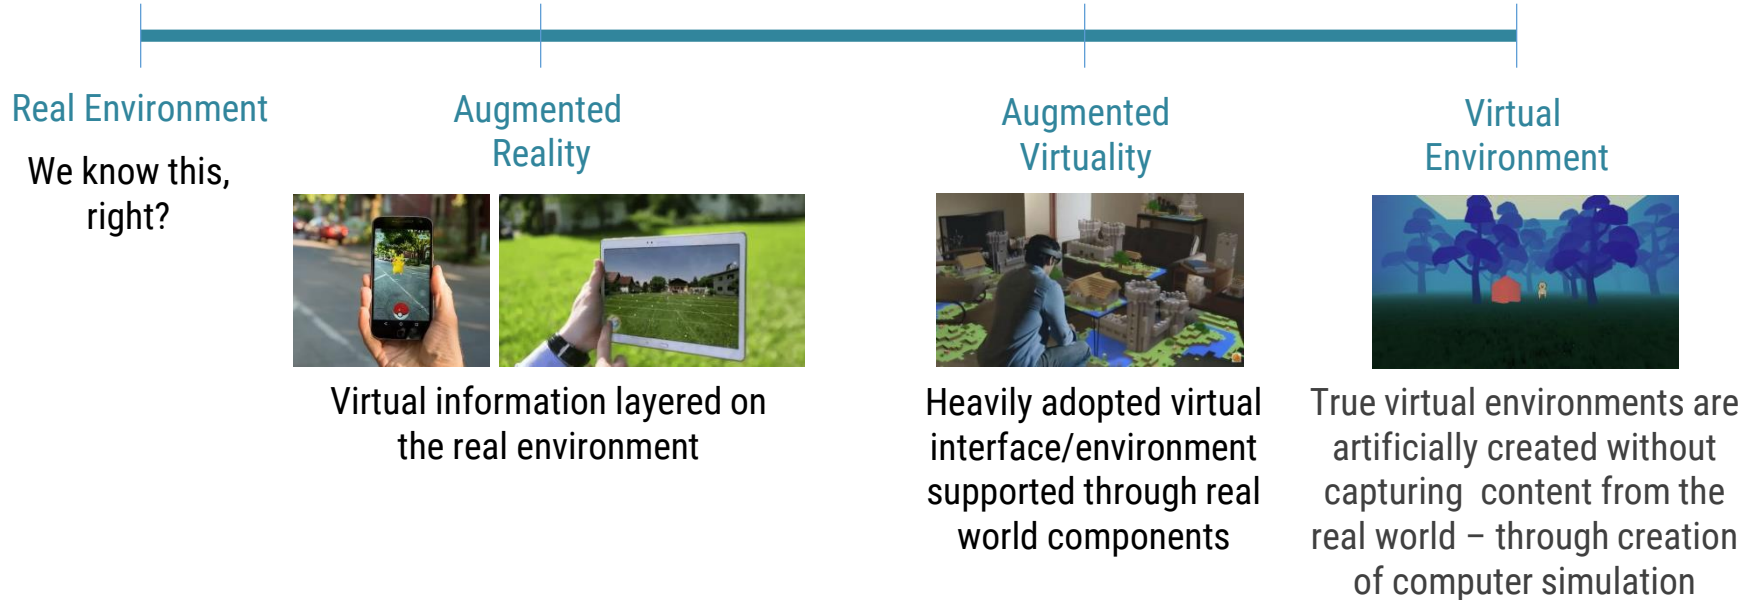 Real Environment
We know this,
right?
Augmented
Reality
Virtual information layered on
the real environment
Augmented
Virtuality
Heavily adopted virtual
interface/environment
supported through real
world components
Virtual
Environment
True virtual environments are
artificially created without
capturing  content from the
real world – through creation
of computer simulation